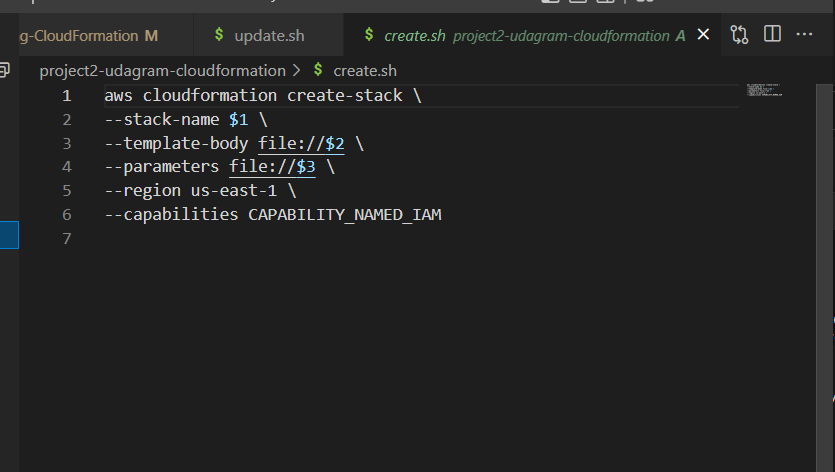 g-CloudFormation M $ update.sh $ create.sh project2-udagram-cloudformation A
project2-udagram-cloudformation > $ create.sh
1 aws cloudformation create-stack \
2 --stack-name $1 \
3 --template-body file://$2 \
4 --parameters file://$3 \
5 --region us-east-1 \
6 --capabilities CAPABILITY_NAMED_IAM
7